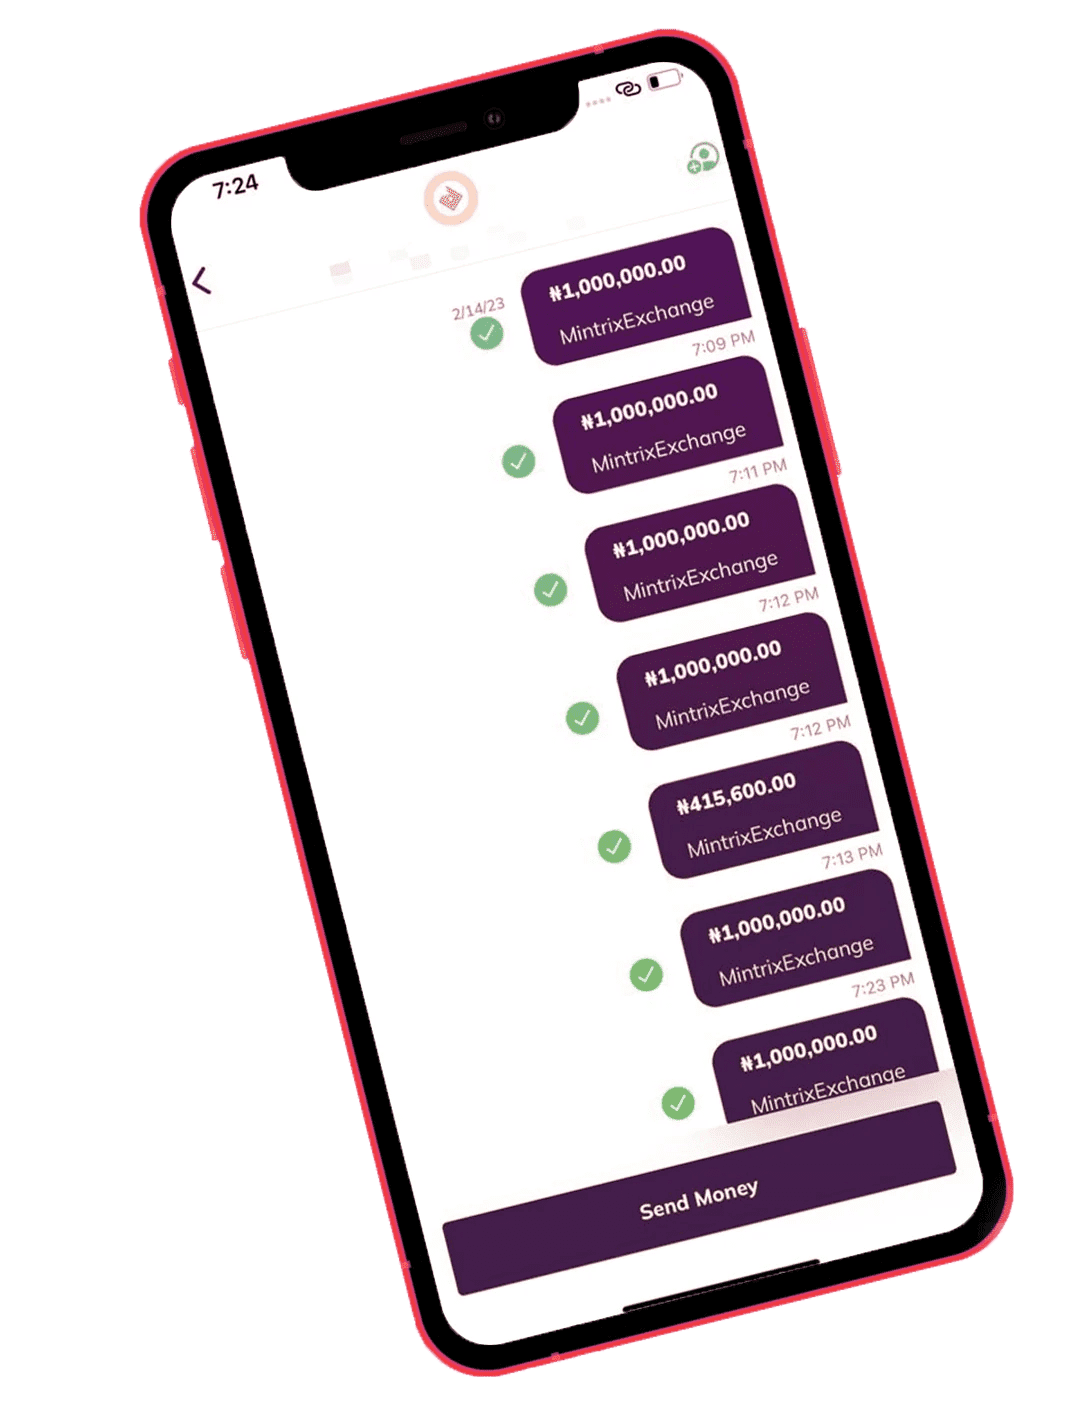 7:24
2/14/23
₦1,000,000.00
MintrixExchange
7:09 PM
₦1,000,000.00
MintrixExchange
7:11 PM
₦1,000,000.00
MintrixExchange
7:12 PM
₦1,000,000.00
MintrixExchange
7:12 PM
₦415,600.00
MintrixExchange
7:13 PM
₦1,000,000.00
MintrixExchange
7:23 PM
₦1,000,000.00
MintrixExchange
Send Money